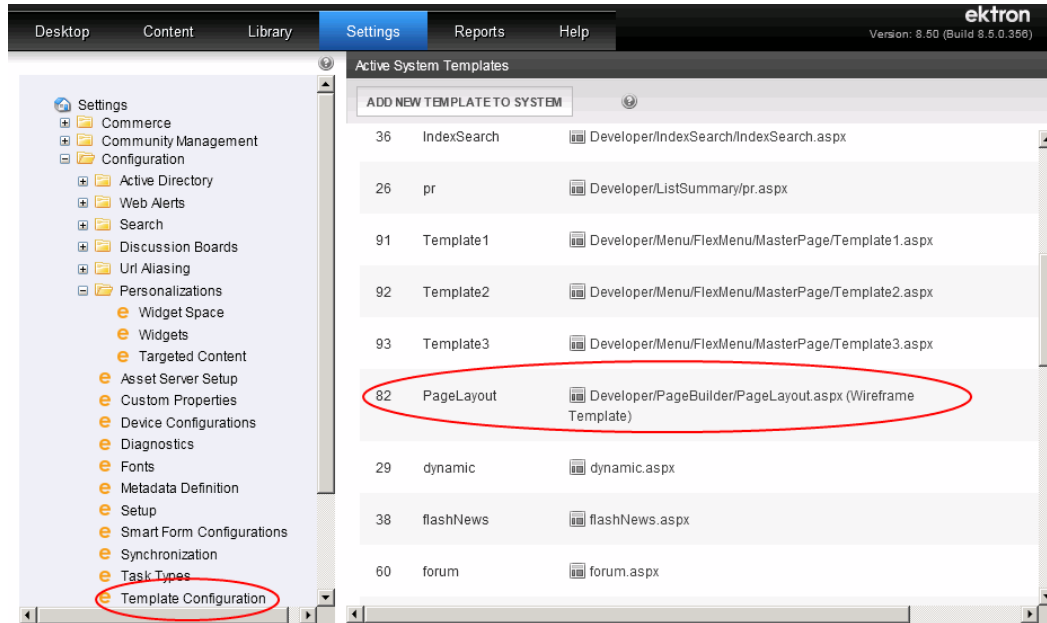 ektron
Desktop Content Library Settings Reports Help
Version: 8.50 (Build 8.5.0.356)
Active System Templates
ADD NEW TEMPLATE TO SYSTEM
Settings
Commerce
Community Management
Configuration
Active Directory
Web Alerts
Search
Discussion Boards
Url Aliasing
Personalizations
Widget Space
Widgets
Targeted Content
Asset Server Setup
Custom Properties
Device Configurations
Diagnostics
Fonts
Metadata Definition
Setup
Smart Form Configurations
Synchronization
Task Types
Template Configuration
36 IndexSearch Developer/IndexSearch/IndexSearch.aspx
26 pr Developer/ListSummary/pr.aspx
91 Template1 Developer/Menu/FlexMenu/MasterPage/Template1.aspx
92 Template2 Developer/Menu/FlexMenu/MasterPage/Template2.aspx
93 Template3 Developer/Menu/FlexMenu/MasterPage/Template3.aspx
82 PageLayout Developer/PageBuilder/PageLayout.aspx (Wireframe
Template)
29 dynamic dynamic.aspx
38 flashNews flashNews.aspx
60 forum forum.aspx